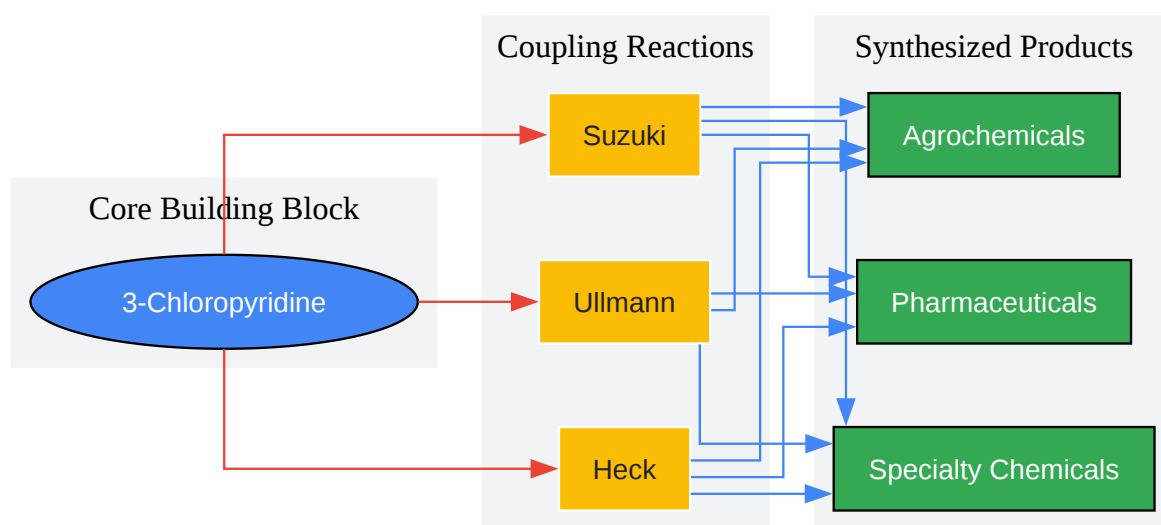 Coupling Reactions
Synthesized Products
Suzuki
Agrochemicals
Core Building Block
3-Chloropyridine
Ullmann
Pharmaceuticals
Heck
Specialty Chemicals